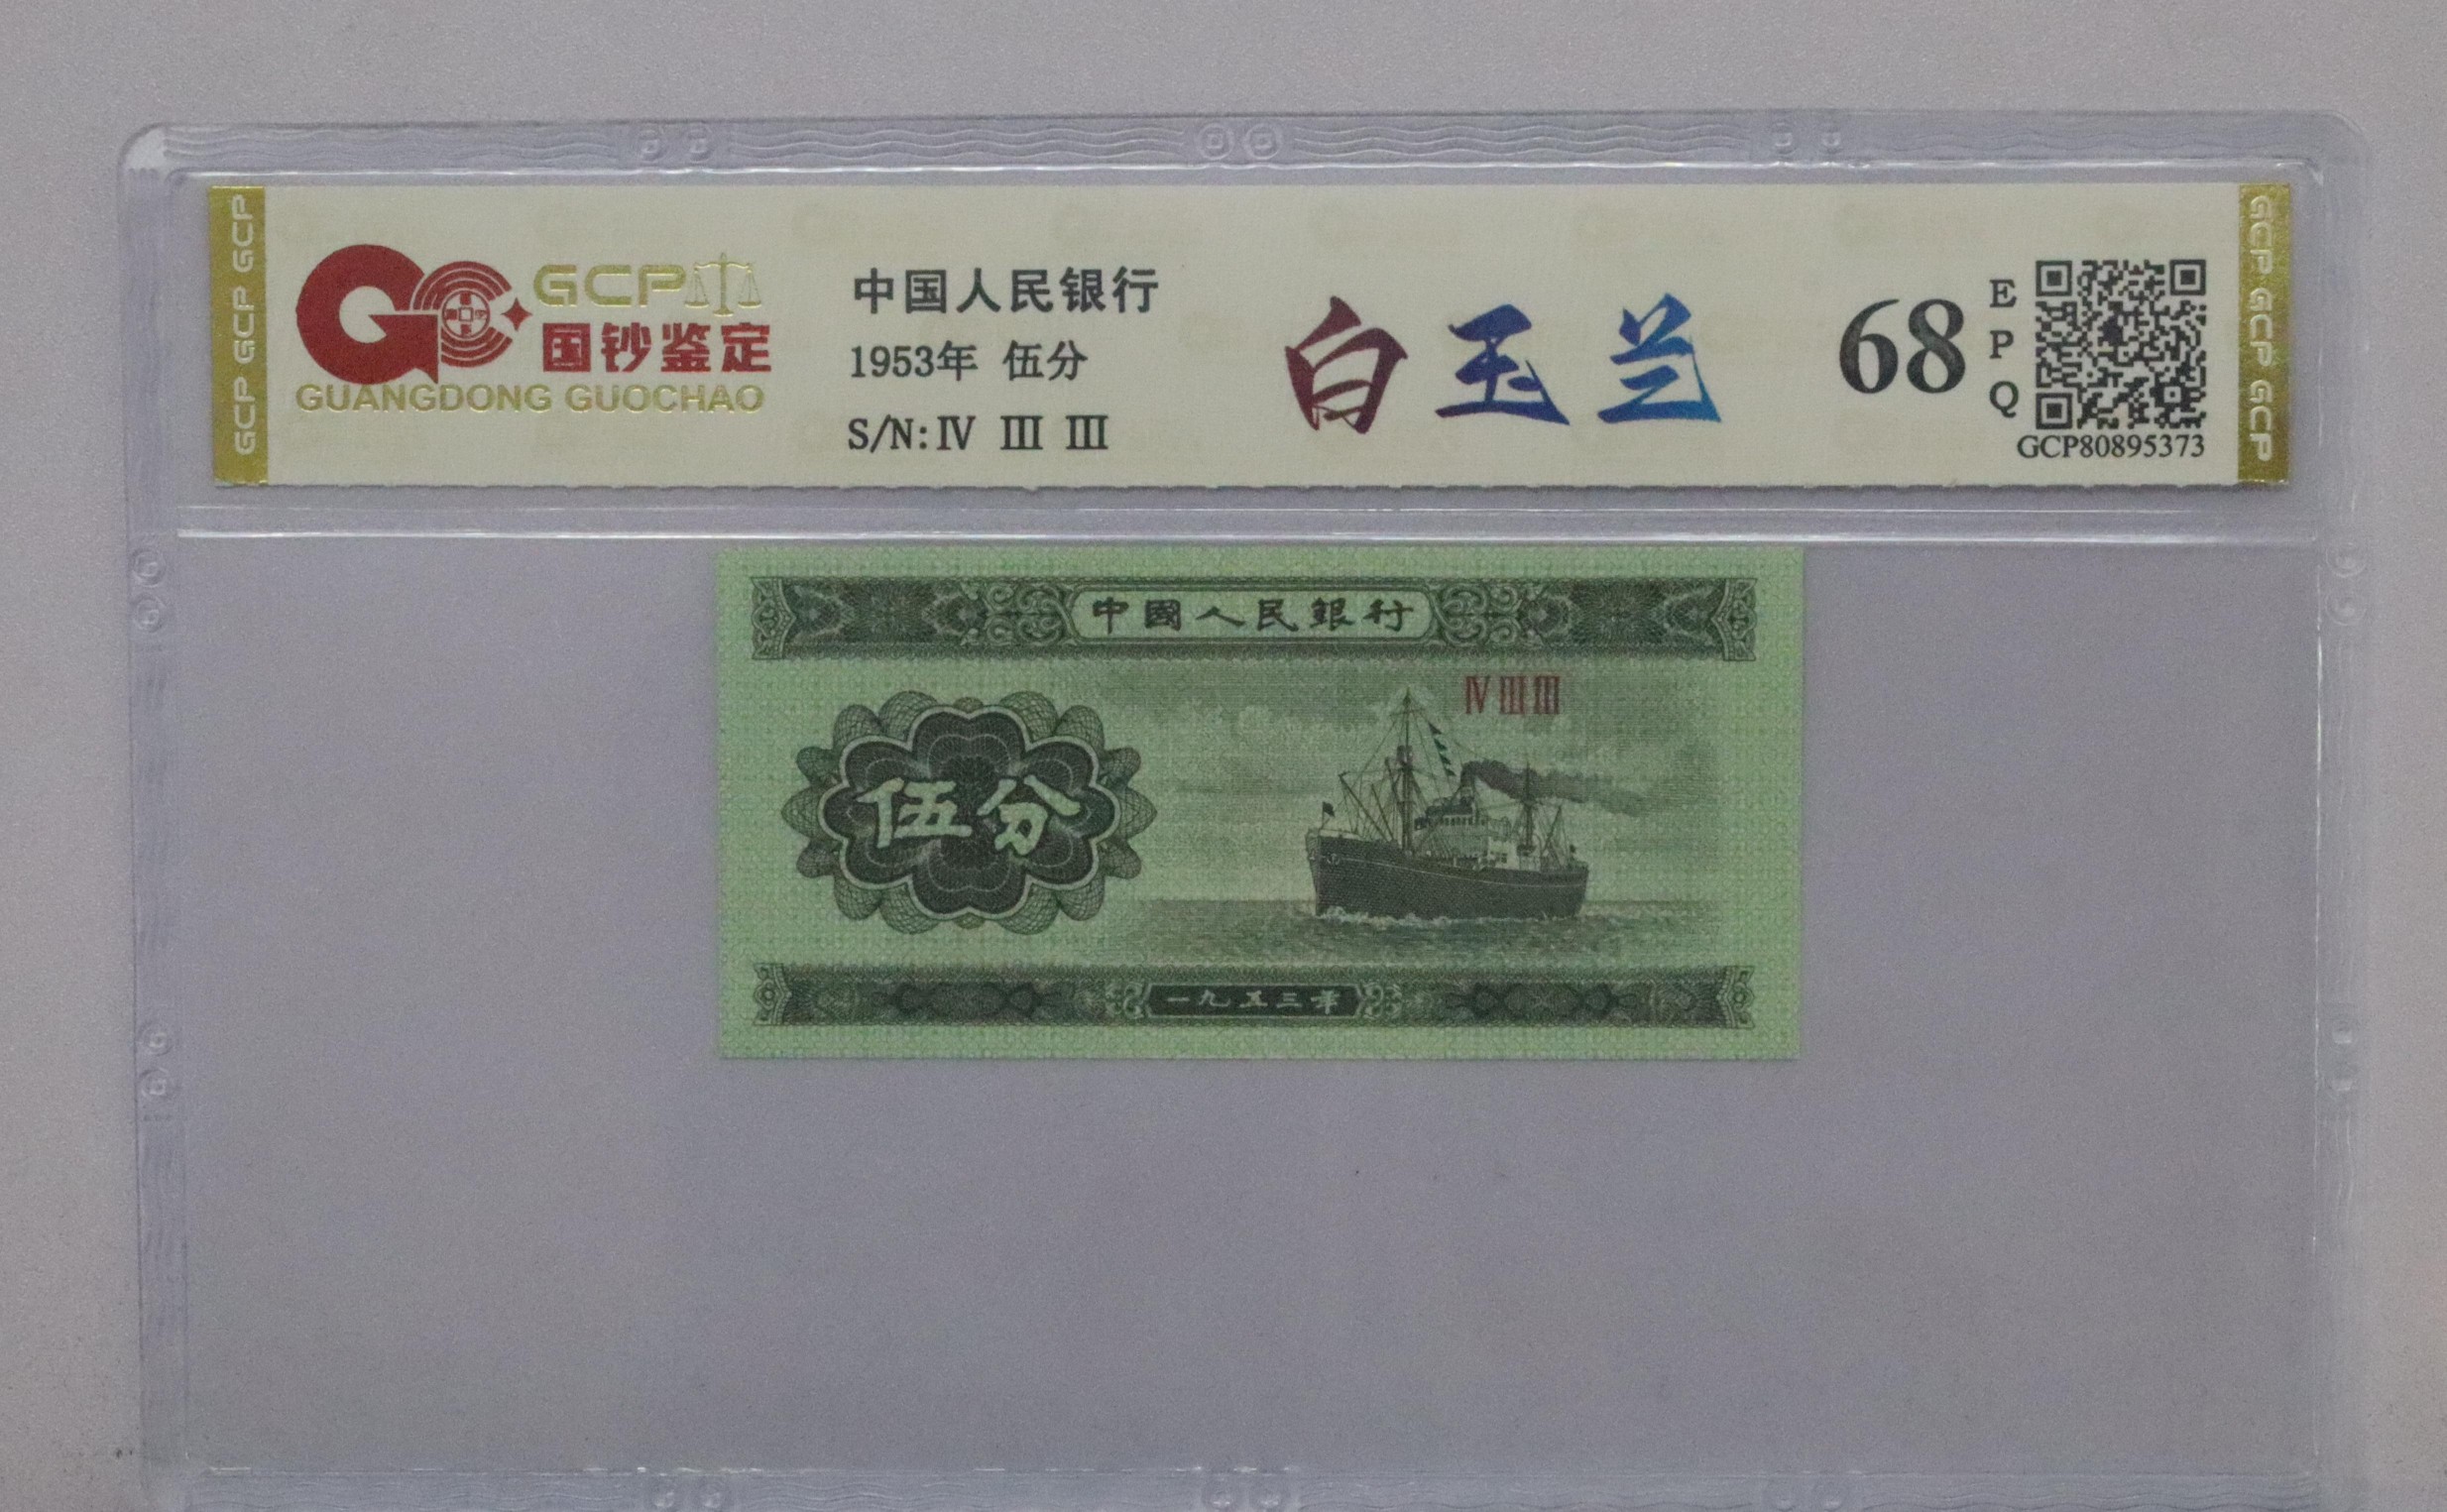 GCP GCP GCP
GCP
国钞鉴定
GUANGDONG GUOCHAO
中国人民银行
1953年 伍分
S/N:Ⅳ Ⅲ Ⅲ
白玉兰
68
E
P
Q
GCP80895373
GCP GCP GCP
中國人民銀行
Ⅳ Ⅲ Ⅲ
伍分
一九五三年